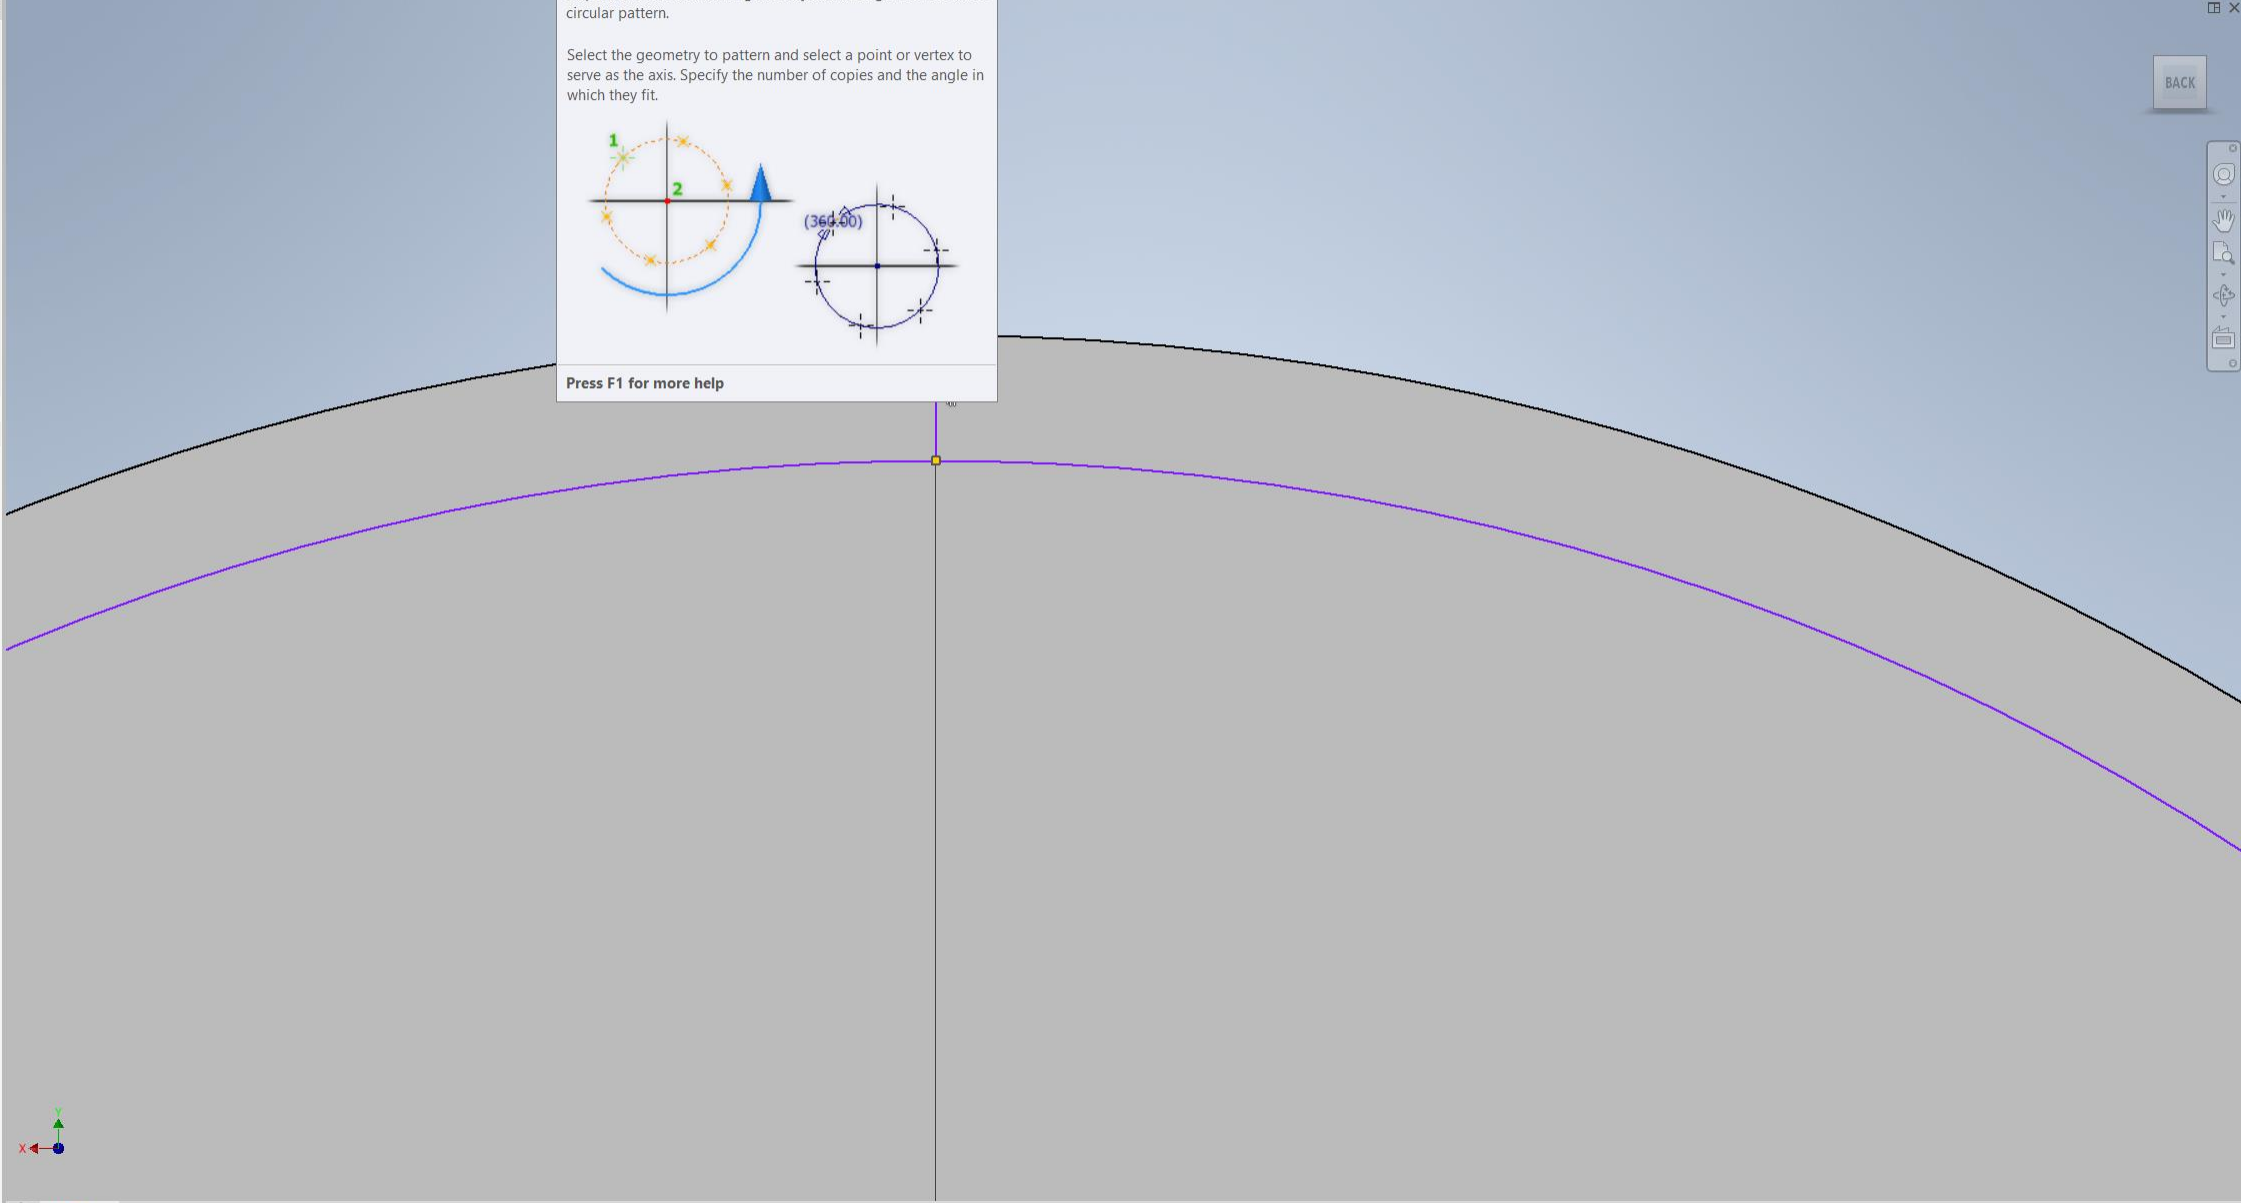 circular pattern.
Select the geometry to pattern and select a point or vertex to
serve as the axis. Specify the number of copies and the angle in
which they fit.
1
2
(360.00)
Press F1 for more help
BACK
Y
X